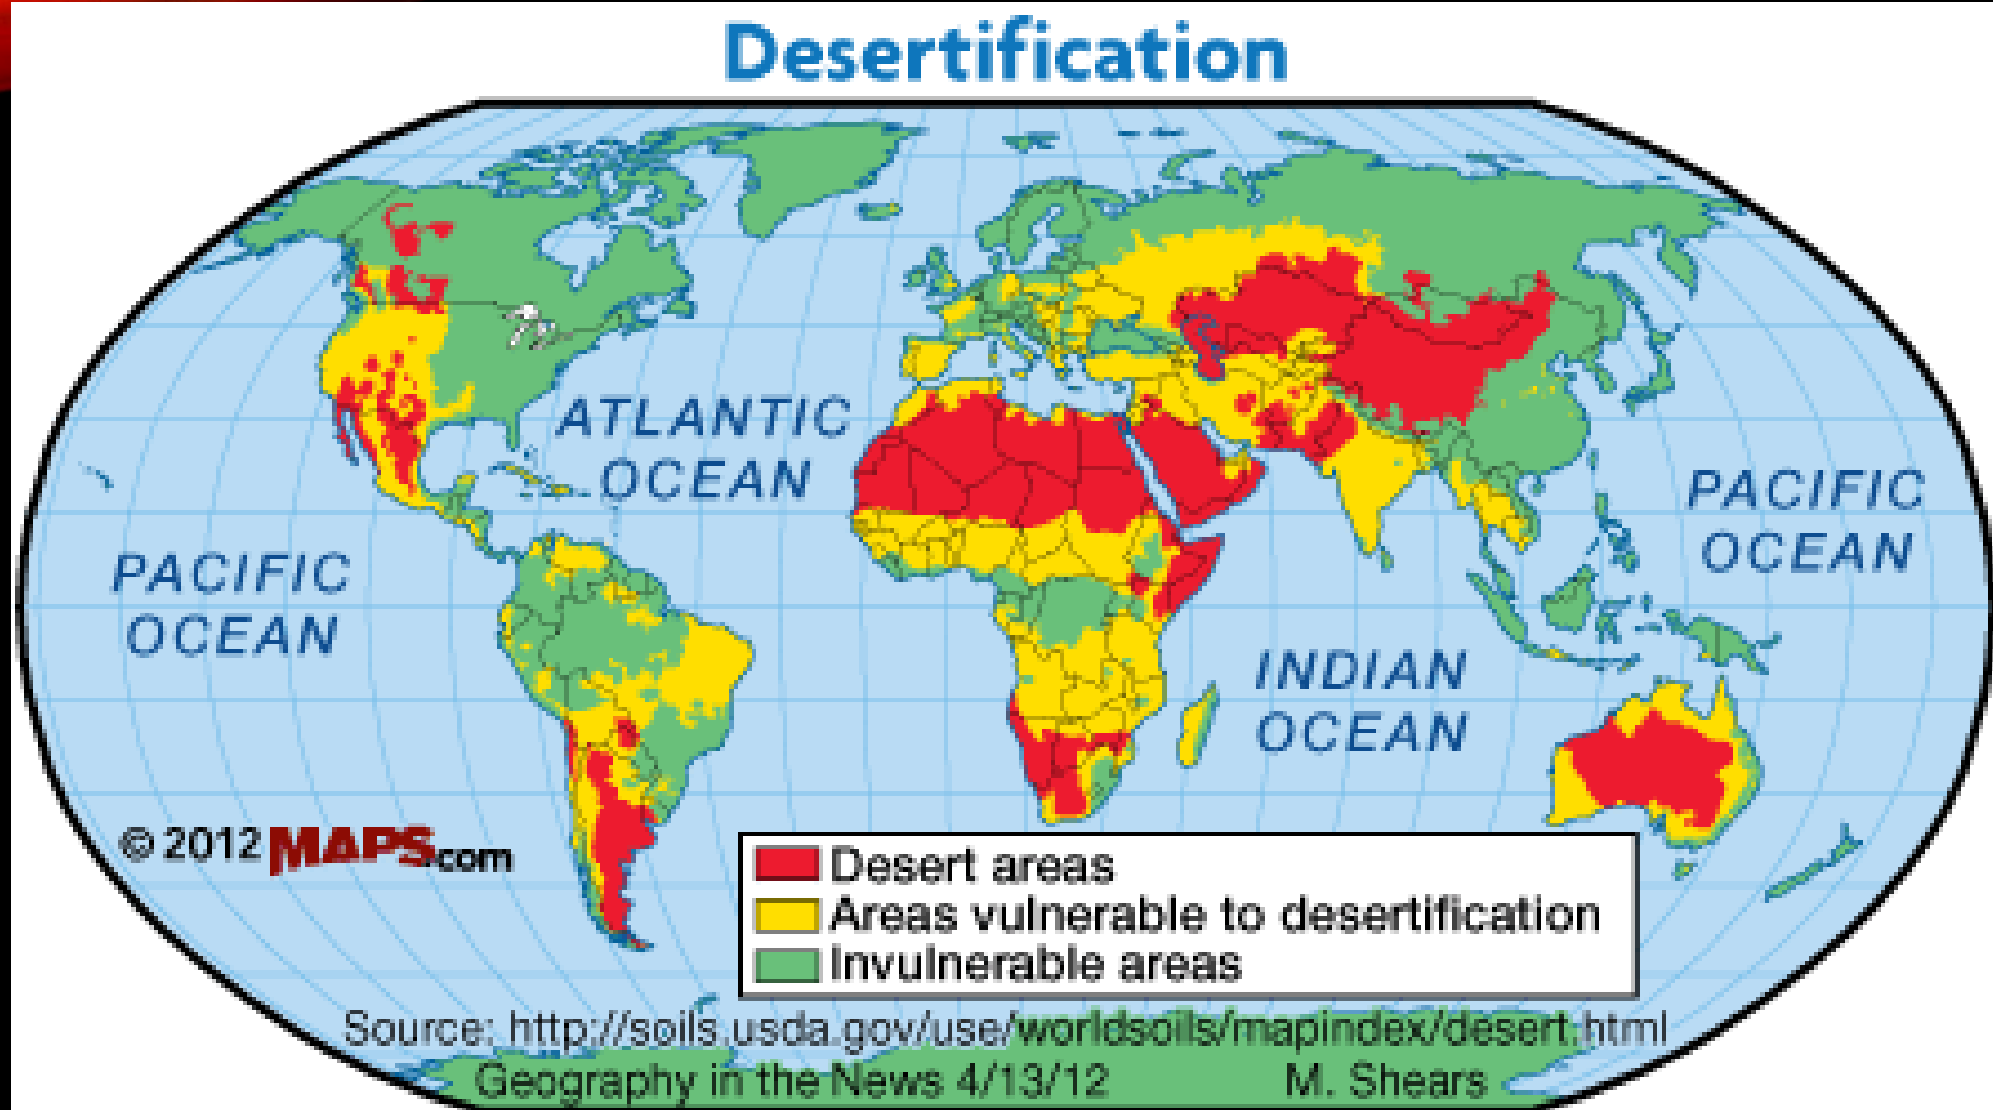 Desertification
ATLANTIC
OCEAN
PACIFIC
OCEAN
PACIFIC
OCEAN
INDIAN
OCEAN
© 2012 MAPS.com
Desert areas
Areas vulnerable to desertification
Invulnerable areas
Source: http://soils.usda.gov/use/worldsoils/mapindex/desert.html
Geography in the News 4/13/12 M. Shears